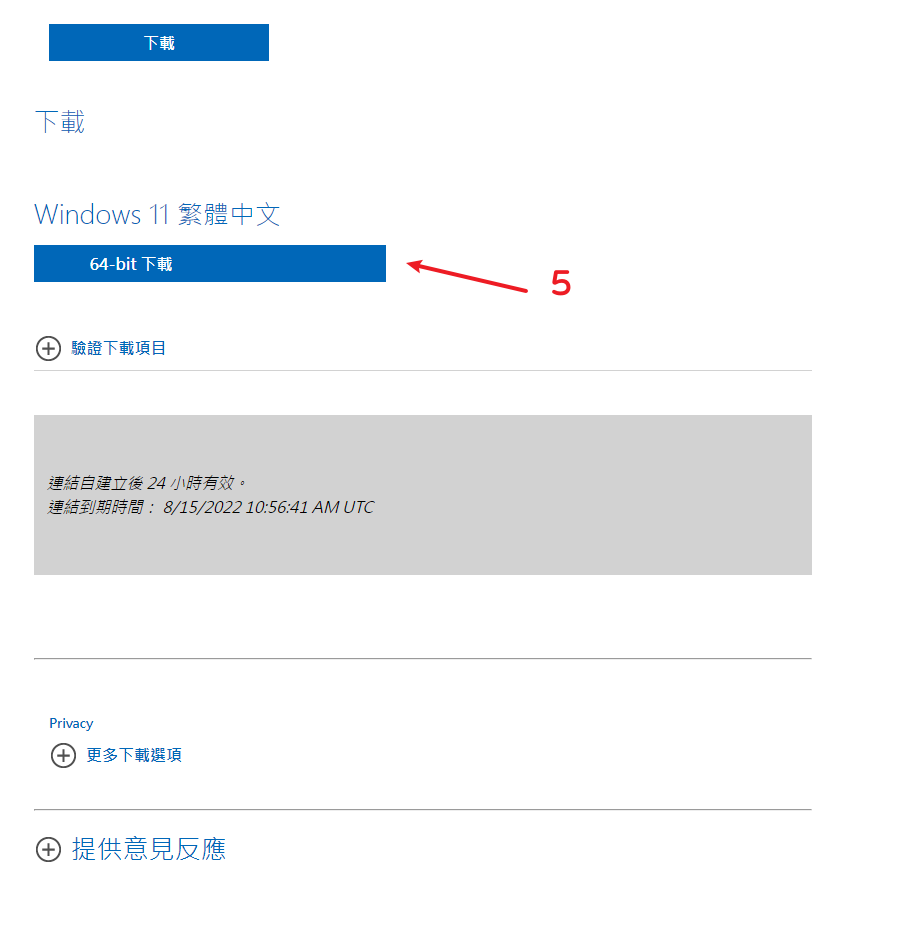 下載
下載
Windows 11 繁體中文
64-bit 下載
5
驗證下載項目
連結自建立後 24 小時有效。
連結到期時間： 8/15/2022 10:56:41 AM UTC
Privacy
更多下載選項
提供意見反應